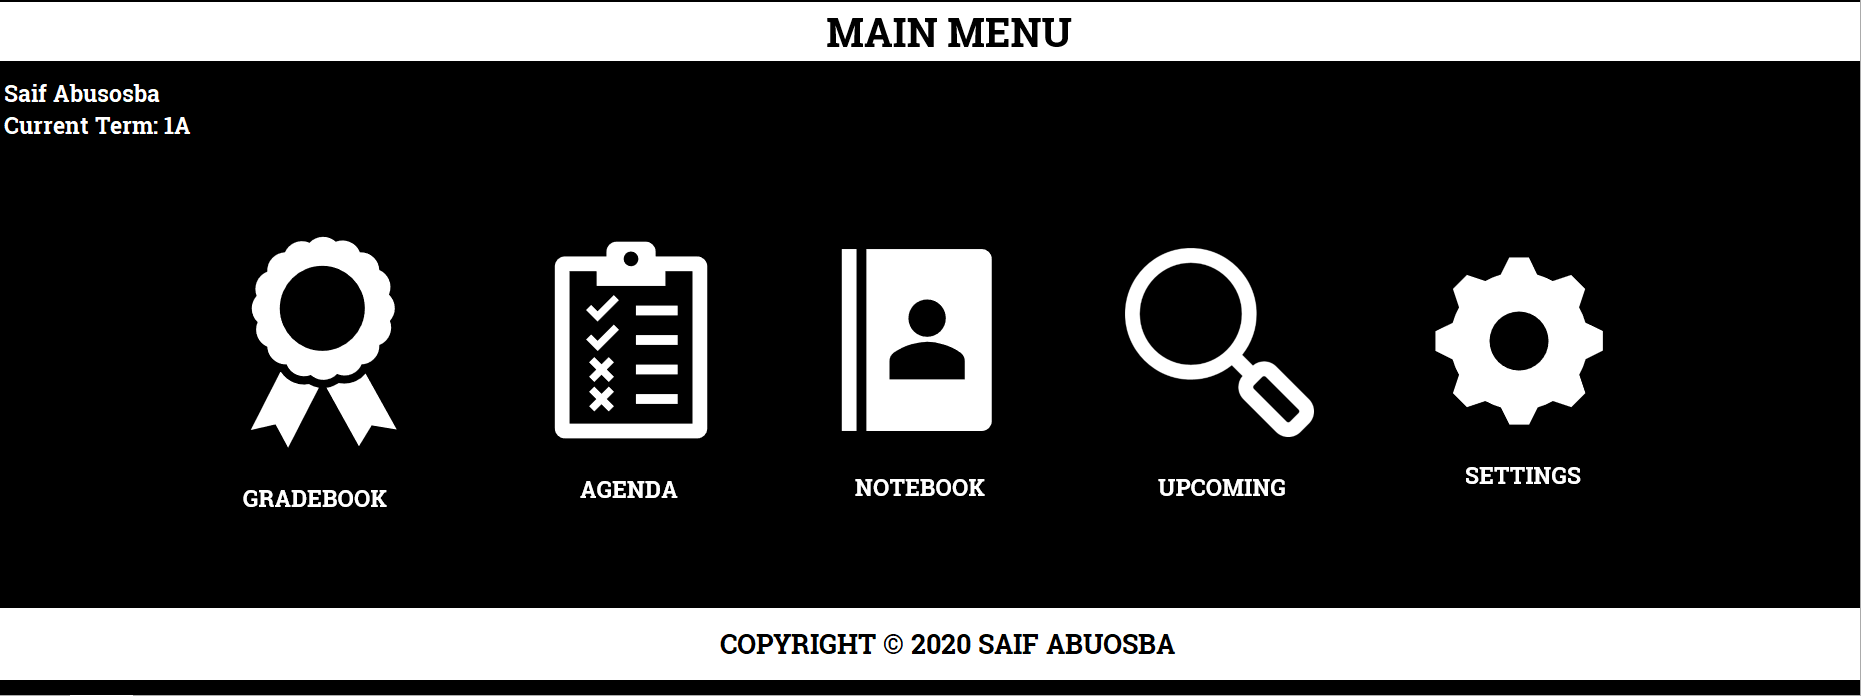 MAIN MENU
Saif Abusosba
Current Term: 1A
GRADEBOOK
AGENDA
NOTEBOOK
UPCOMING
SETTINGS
COPYRIGHT © 2020 SAIF ABUOSBA